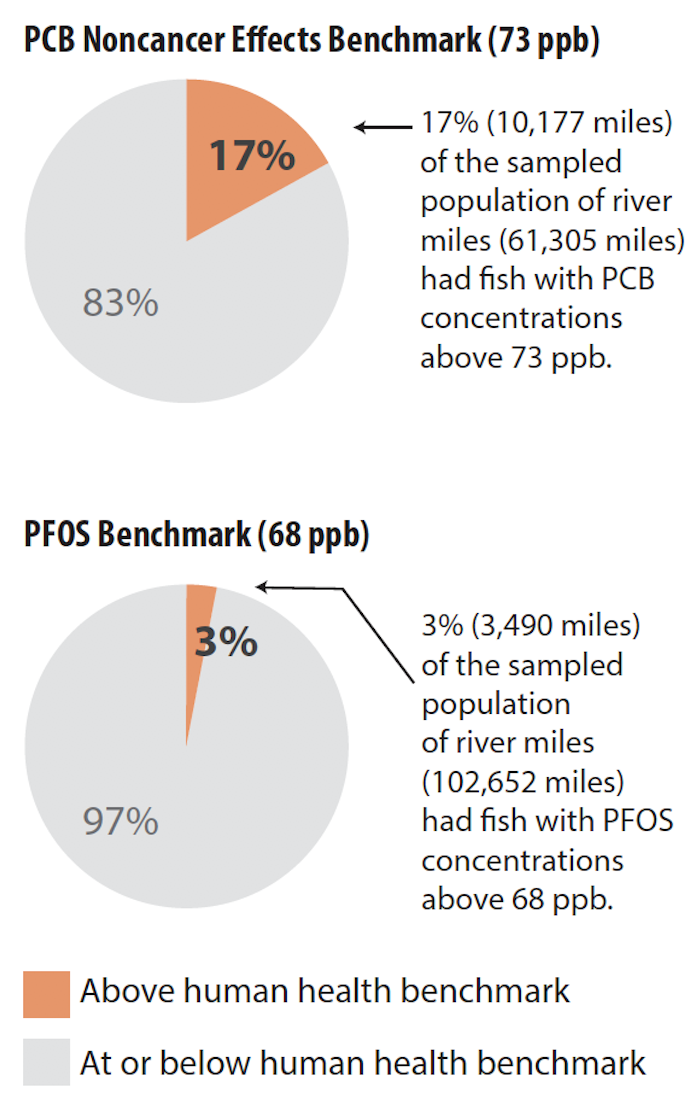 PCB Noncancer Effects Benchmark (73 ppb)
17%
83%
17% (10,177 miles)
of the sampled
population of river
miles (61,305 miles)
had fish with PCB
concentrations
above 73 ppb.
PFOS Benchmark (68 ppb)
3%
97%
3% (3,490 miles)
of the sampled
population
of river miles
(102,652 miles)
had fish with PFOS
concentrations
above 68 ppb.
Above human health benchmark
At or below human health benchmark